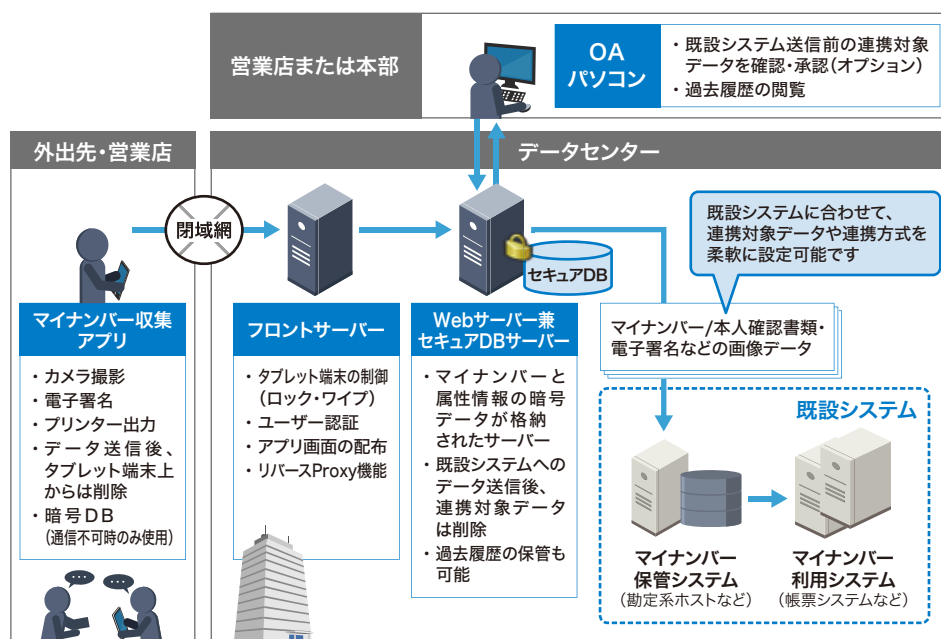 営業店または本部
OA
パソコン
・既設システム送信前の連携対象
データを確認・承認(オプション)
・過去履歴の閲覧
外出先・営業店
データセンター
閉域網
セキュアDB
既設システムに合わせて、
連携対象データや連携方式を
柔軟に設定可能です
マイナンバー収集
アプリ
・カメラ撮影
・電子署名
・プリンター出力
・データ送信後、
タブレット端末上
からは削除
・暗号DB
(通信不可時のみ使用)
フロントサーバー
・タブレット端末の制御
(ロック・ワイプ)
・ユーザー認証
・アプリ画面の配布
・リバースProxy機能
Webサーバー兼
セキュアDBサーバー
・マイナンバーと
属性情報の暗号
データが格納
されたサーバー
・既設システムへの
データ送信後、
連携対象データ
は削除
・過去履歴の保管も
可能
マイナンバー/本人確認書類・
電子署名などの画像データ
既設システム
マイナンバー
保管システム
(勘定系ホストなど)
マイナンバー
利用システム
(帳票システムなど)